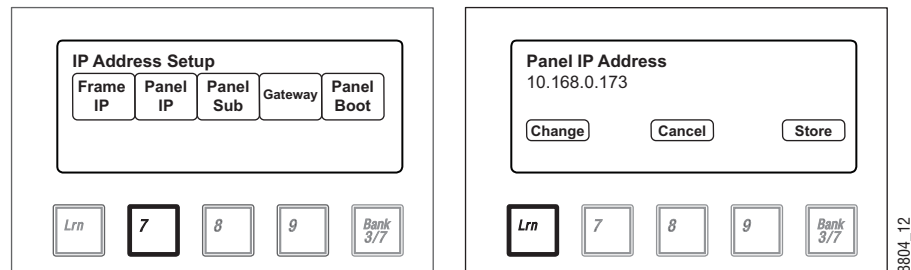 IP Address Setup
Frame IP
Panel IP
Panel Sub
Gateway
Panel Boot
Lrn
7
8
9
Bank 3/7
Panel IP Address
10.168.0.173
Change
Cancel
Store
Lrn
7
8
9
Bank 3/7